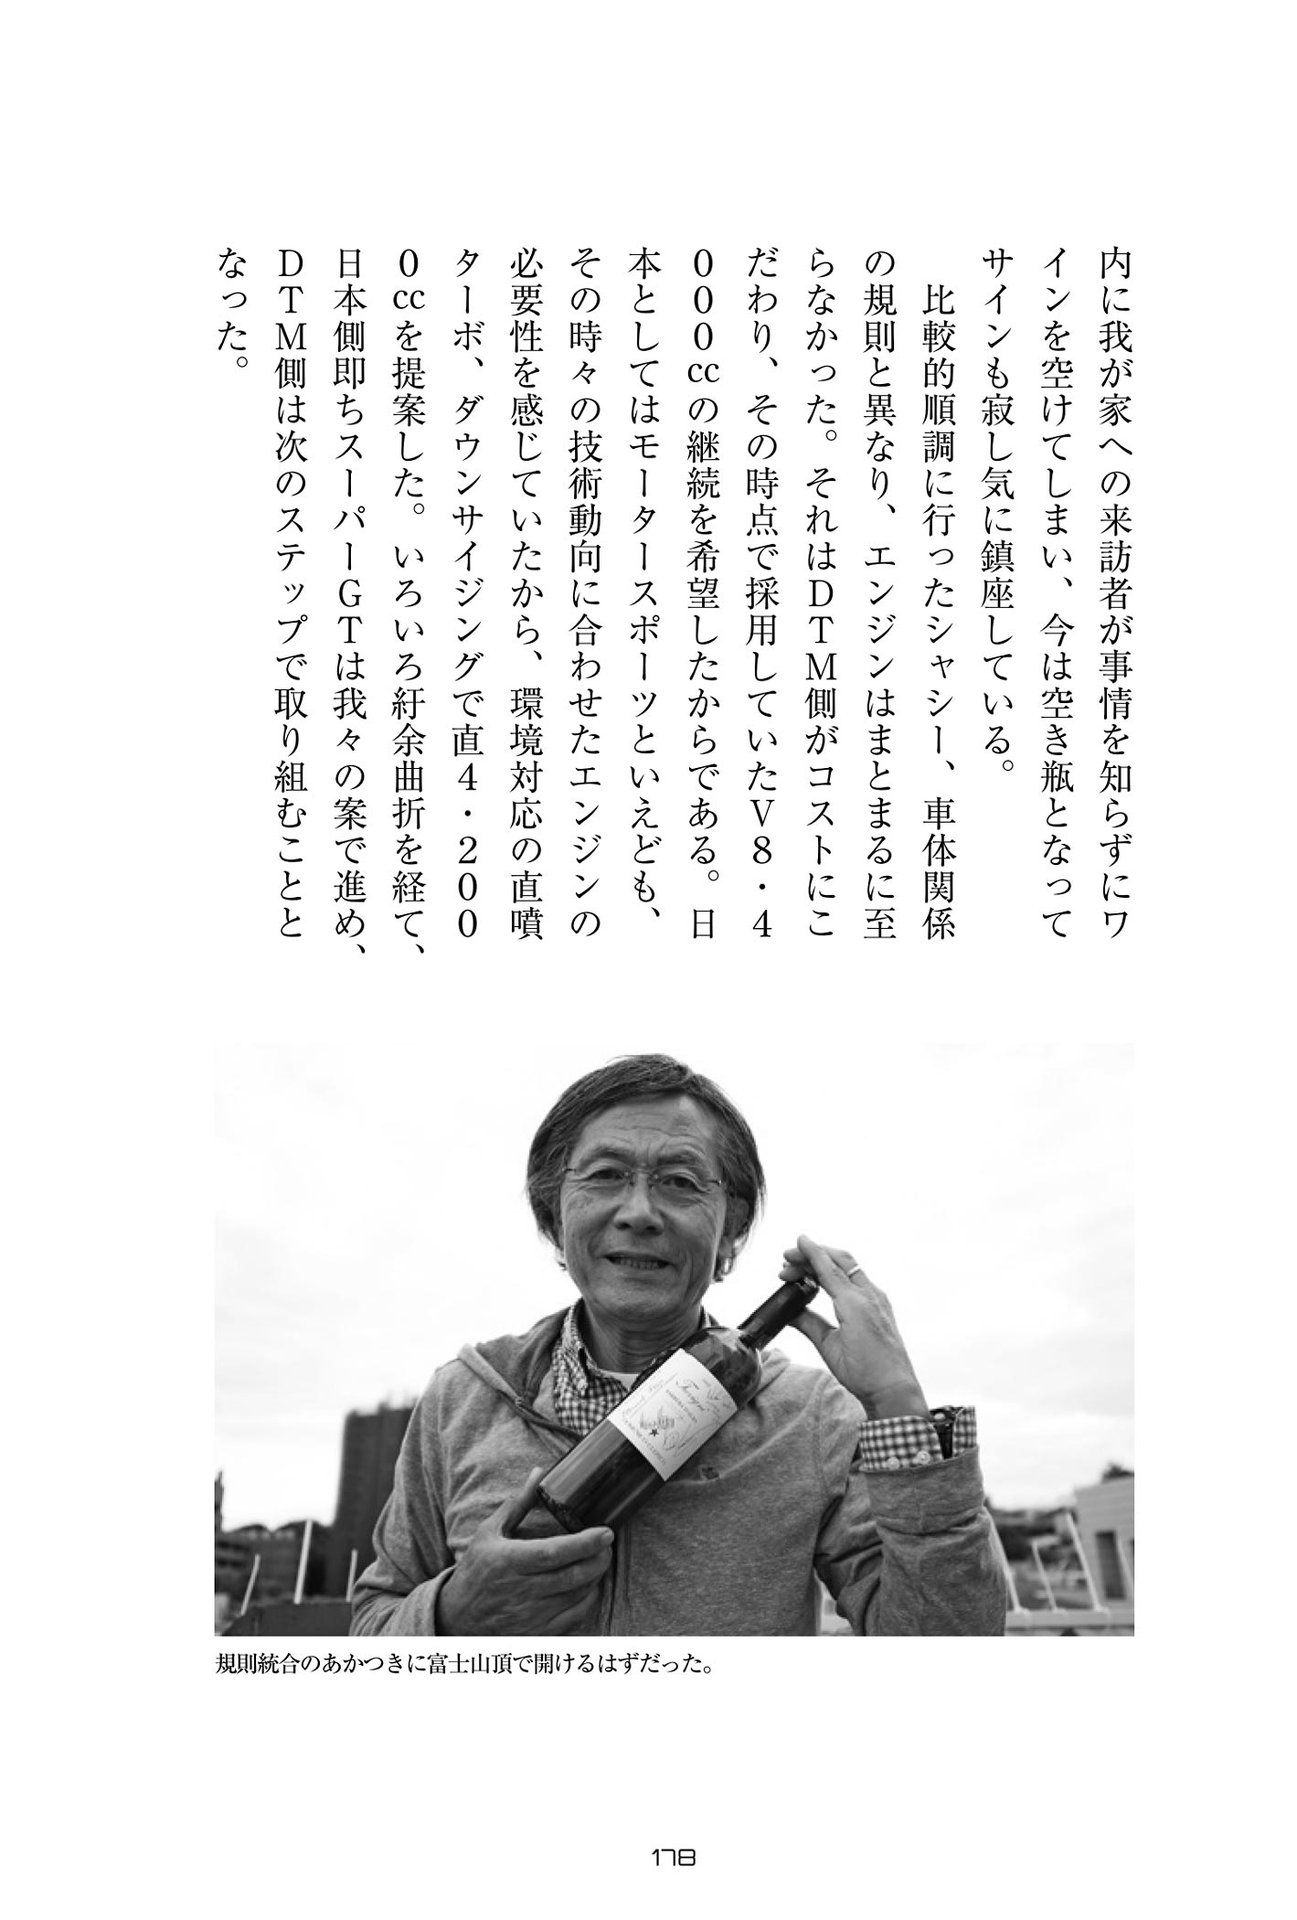 内に我が家への来訪者が事情を知らずにワ
インを空けてしまい、今は空き瓶となって
サインも寂し気に鎮座している。
　比較的順調に行ったシャシー、車体関係
の規則と異なり、エンジンはまとまるに至
らなかった。それはＤＴＭ側がコストにこ
だわり、その時点で採用していたＶ８・４
０００ccの継続を希望したからである。日
本としてはモータースポーツといえども、
その時々の技術動向に合わせたエンジンの
必要性を感じていたから、環境対応の直噴
ターボ、ダウンサイジングで直４・２００
０ccを提案した。いろいろ紆余曲折を経て、
日本側即ちスーパーＧＴは我々の案で進め、
ＤＴＭ側は次のステップで取り組むことと
なった。
規則統合のあかつきに富士山頂で開けるはずだった。
178